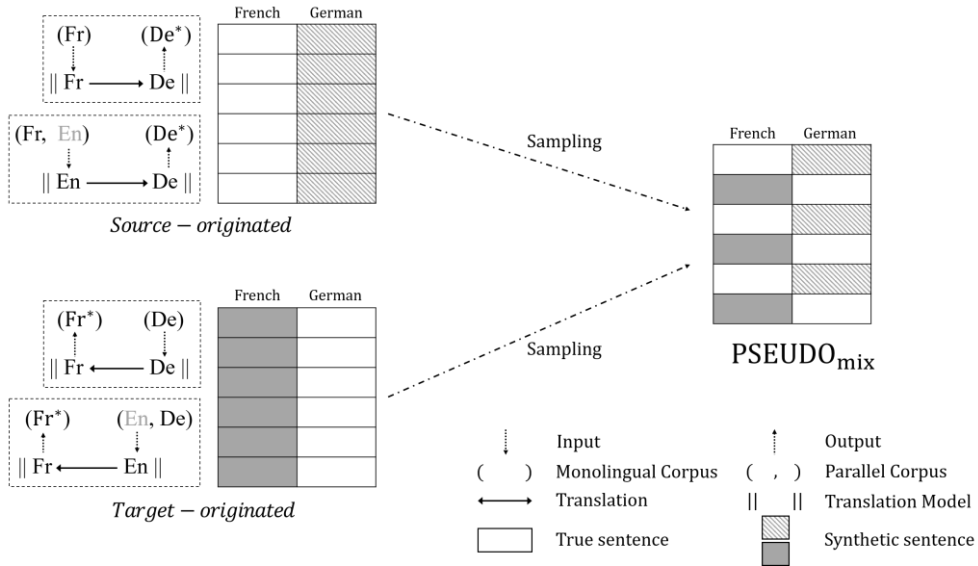 French German
(Fr) (De*)
|| Fr De ||
(Fr, En) (De*)
|| En De ||
Source – originated
Sampling
French German
(Fr*) (De)
|| Fr De ||
(Fr*) (En, De)
|| Fr En ||
Target – originated
Sampling
French German
PSEUDOmix
Input
Output
( ) Monolingual Corpus
( , ) Parallel Corpus
Translation
|| || Translation Model
True sentence
Synthetic sentence